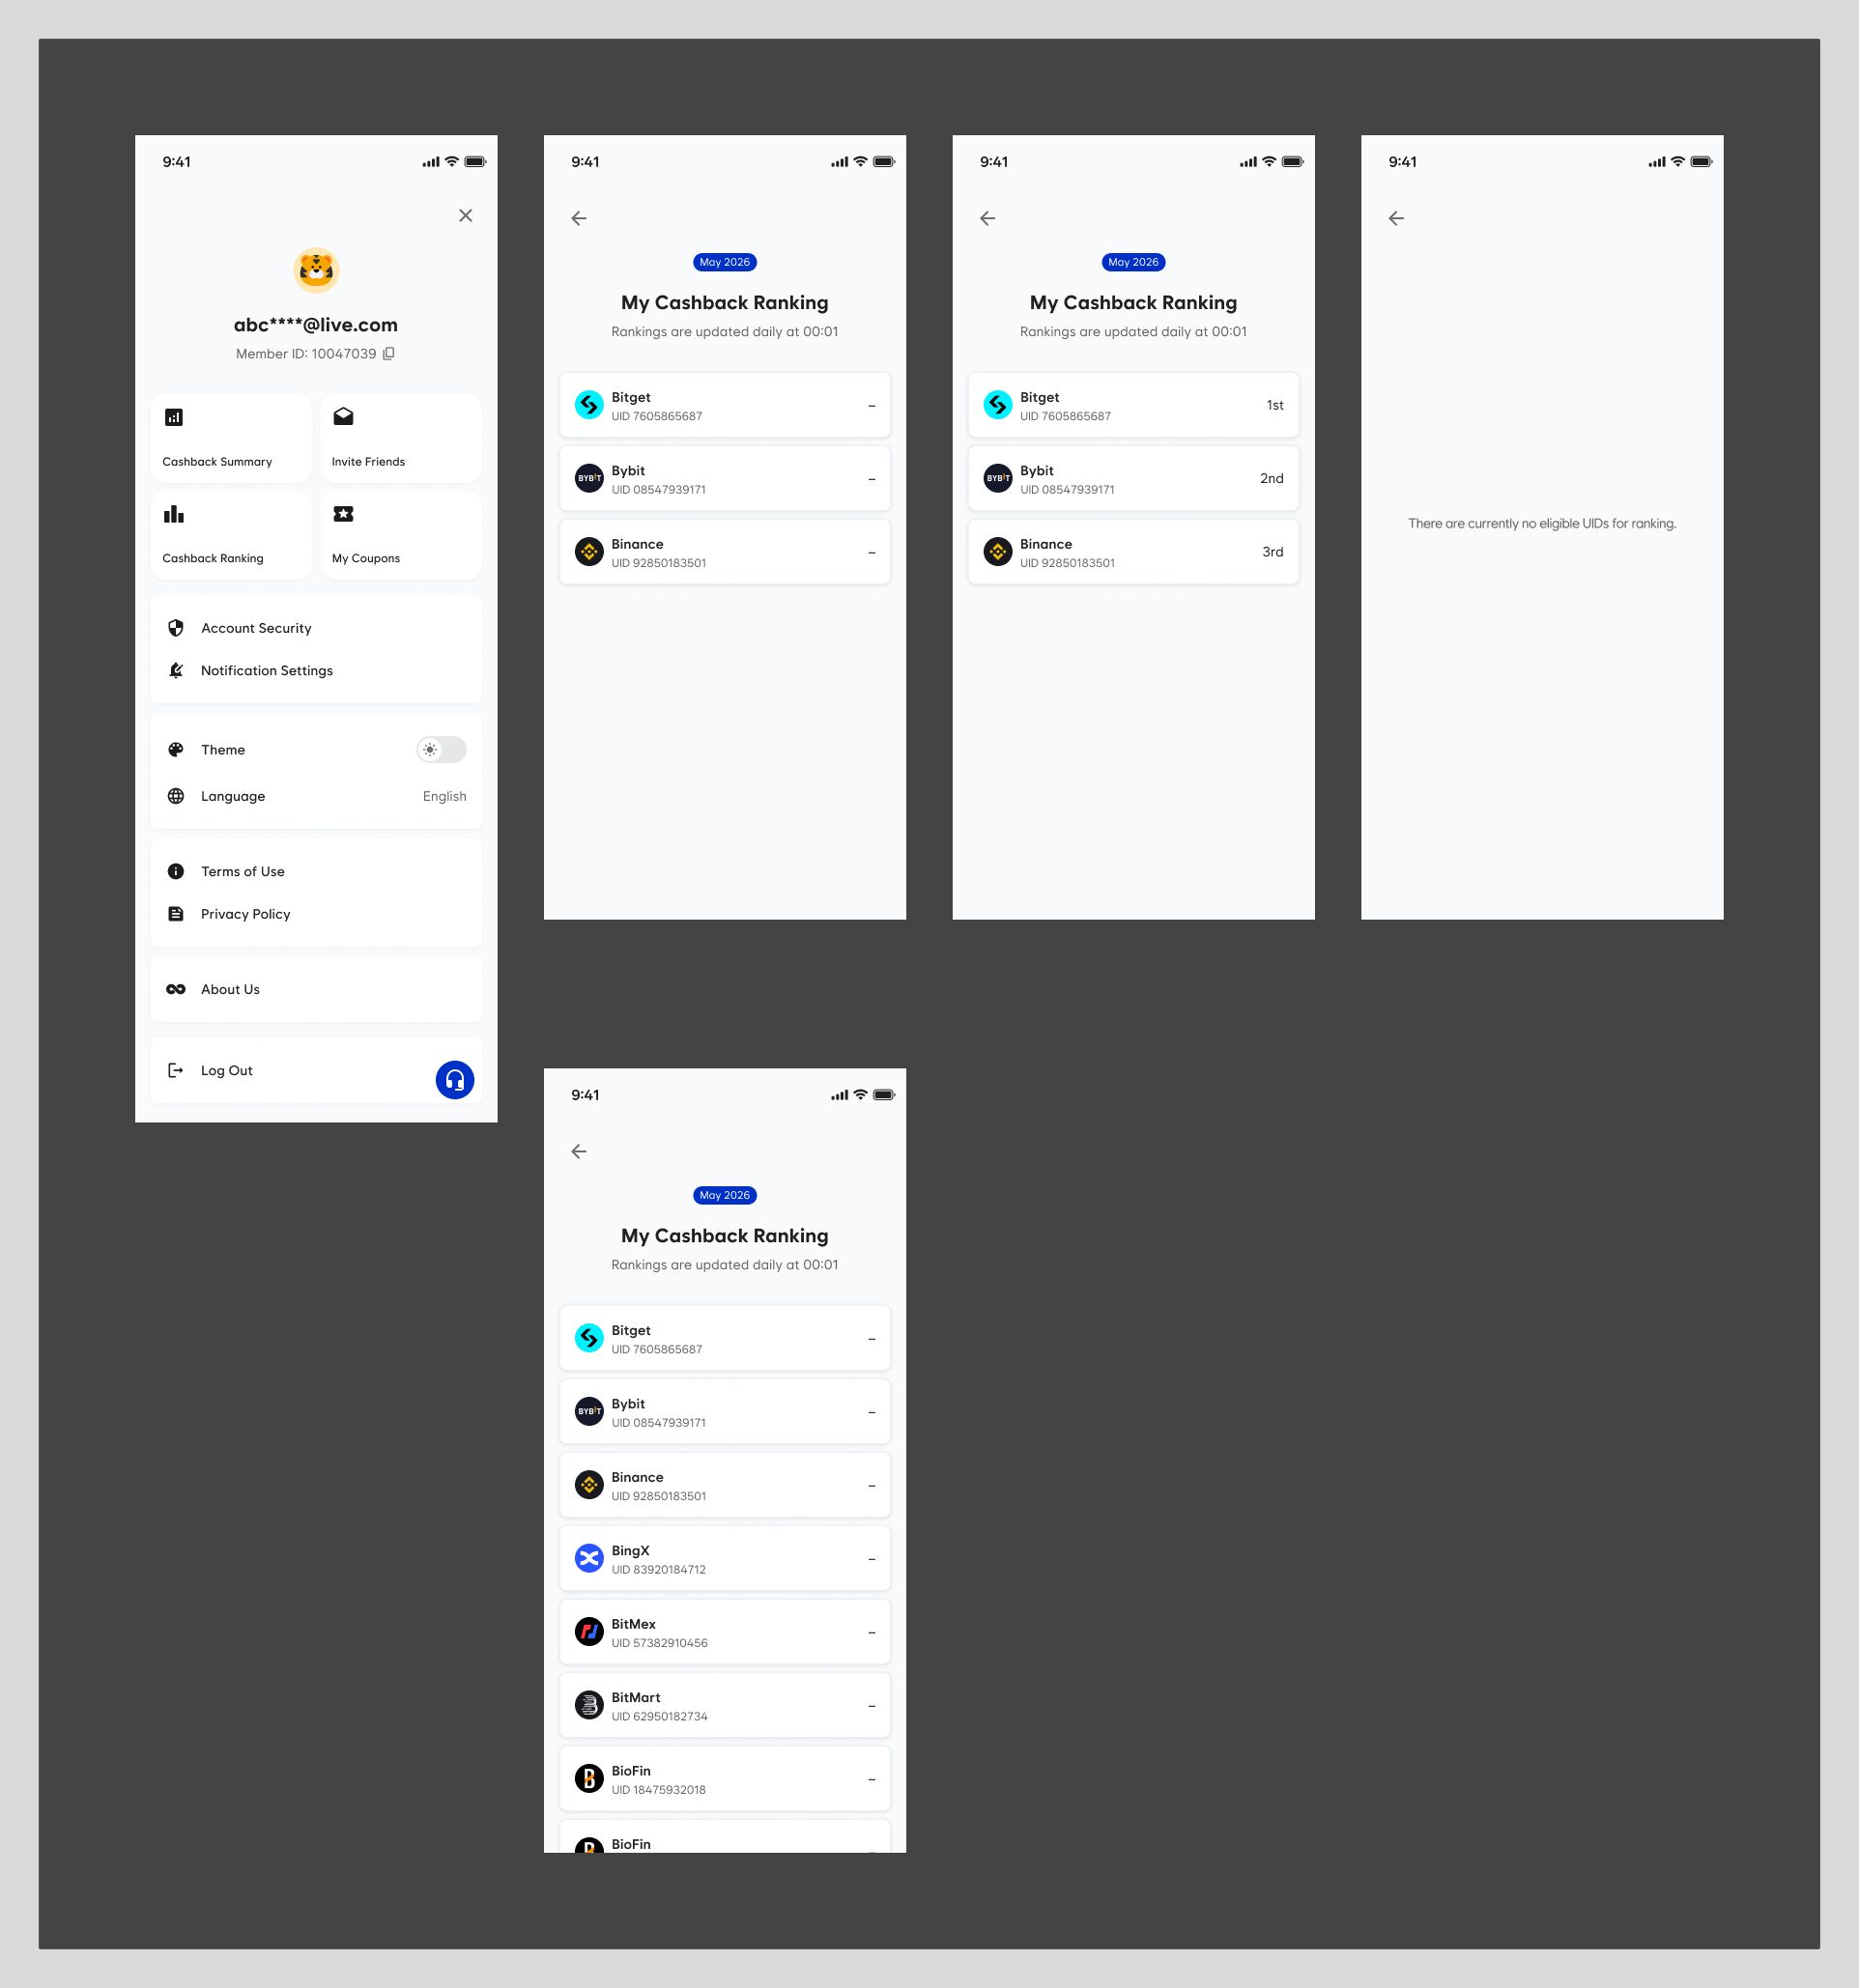 9:41
abc****@live.com
Member ID: 10047039
Cashback Summary
Invite Friends
Cashback Ranking
My Coupons
Account Security
Notification Settings
Theme
Language
English
Terms of Use
Privacy Policy
About Us
Log Out
9:41
May 2026
My Cashback Ranking
Rankings are updated daily at 00:01
Bitget
UID 7605865687
–
BYBIT
Bybit
UID 08547939171
–
Binance
UID 92850183501
–
9:41
May 2026
My Cashback Ranking
Rankings are updated daily at 00:01
Bitget
UID 7605865687
1st
BYBIT
Bybit
UID 08547939171
2nd
Binance
UID 92850183501
3rd
9:41
There are currently no eligible UIDs for ranking.
9:41
May 2026
My Cashback Ranking
Rankings are updated daily at 00:01
Bitget
UID 7605865687
–
BYBIT
Bybit
UID 08547939171
–
Binance
UID 92850183501
–
BingX
UID 83920184712
–
BitMex
UID 57382910456
–
BitMart
UID 62950182734
–
BioFin
UID 18475932018
–
BioFin